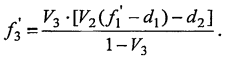 f₃' = V₃·[V₂(f₁' − d₁) − d₂] / 1 − V₃ .